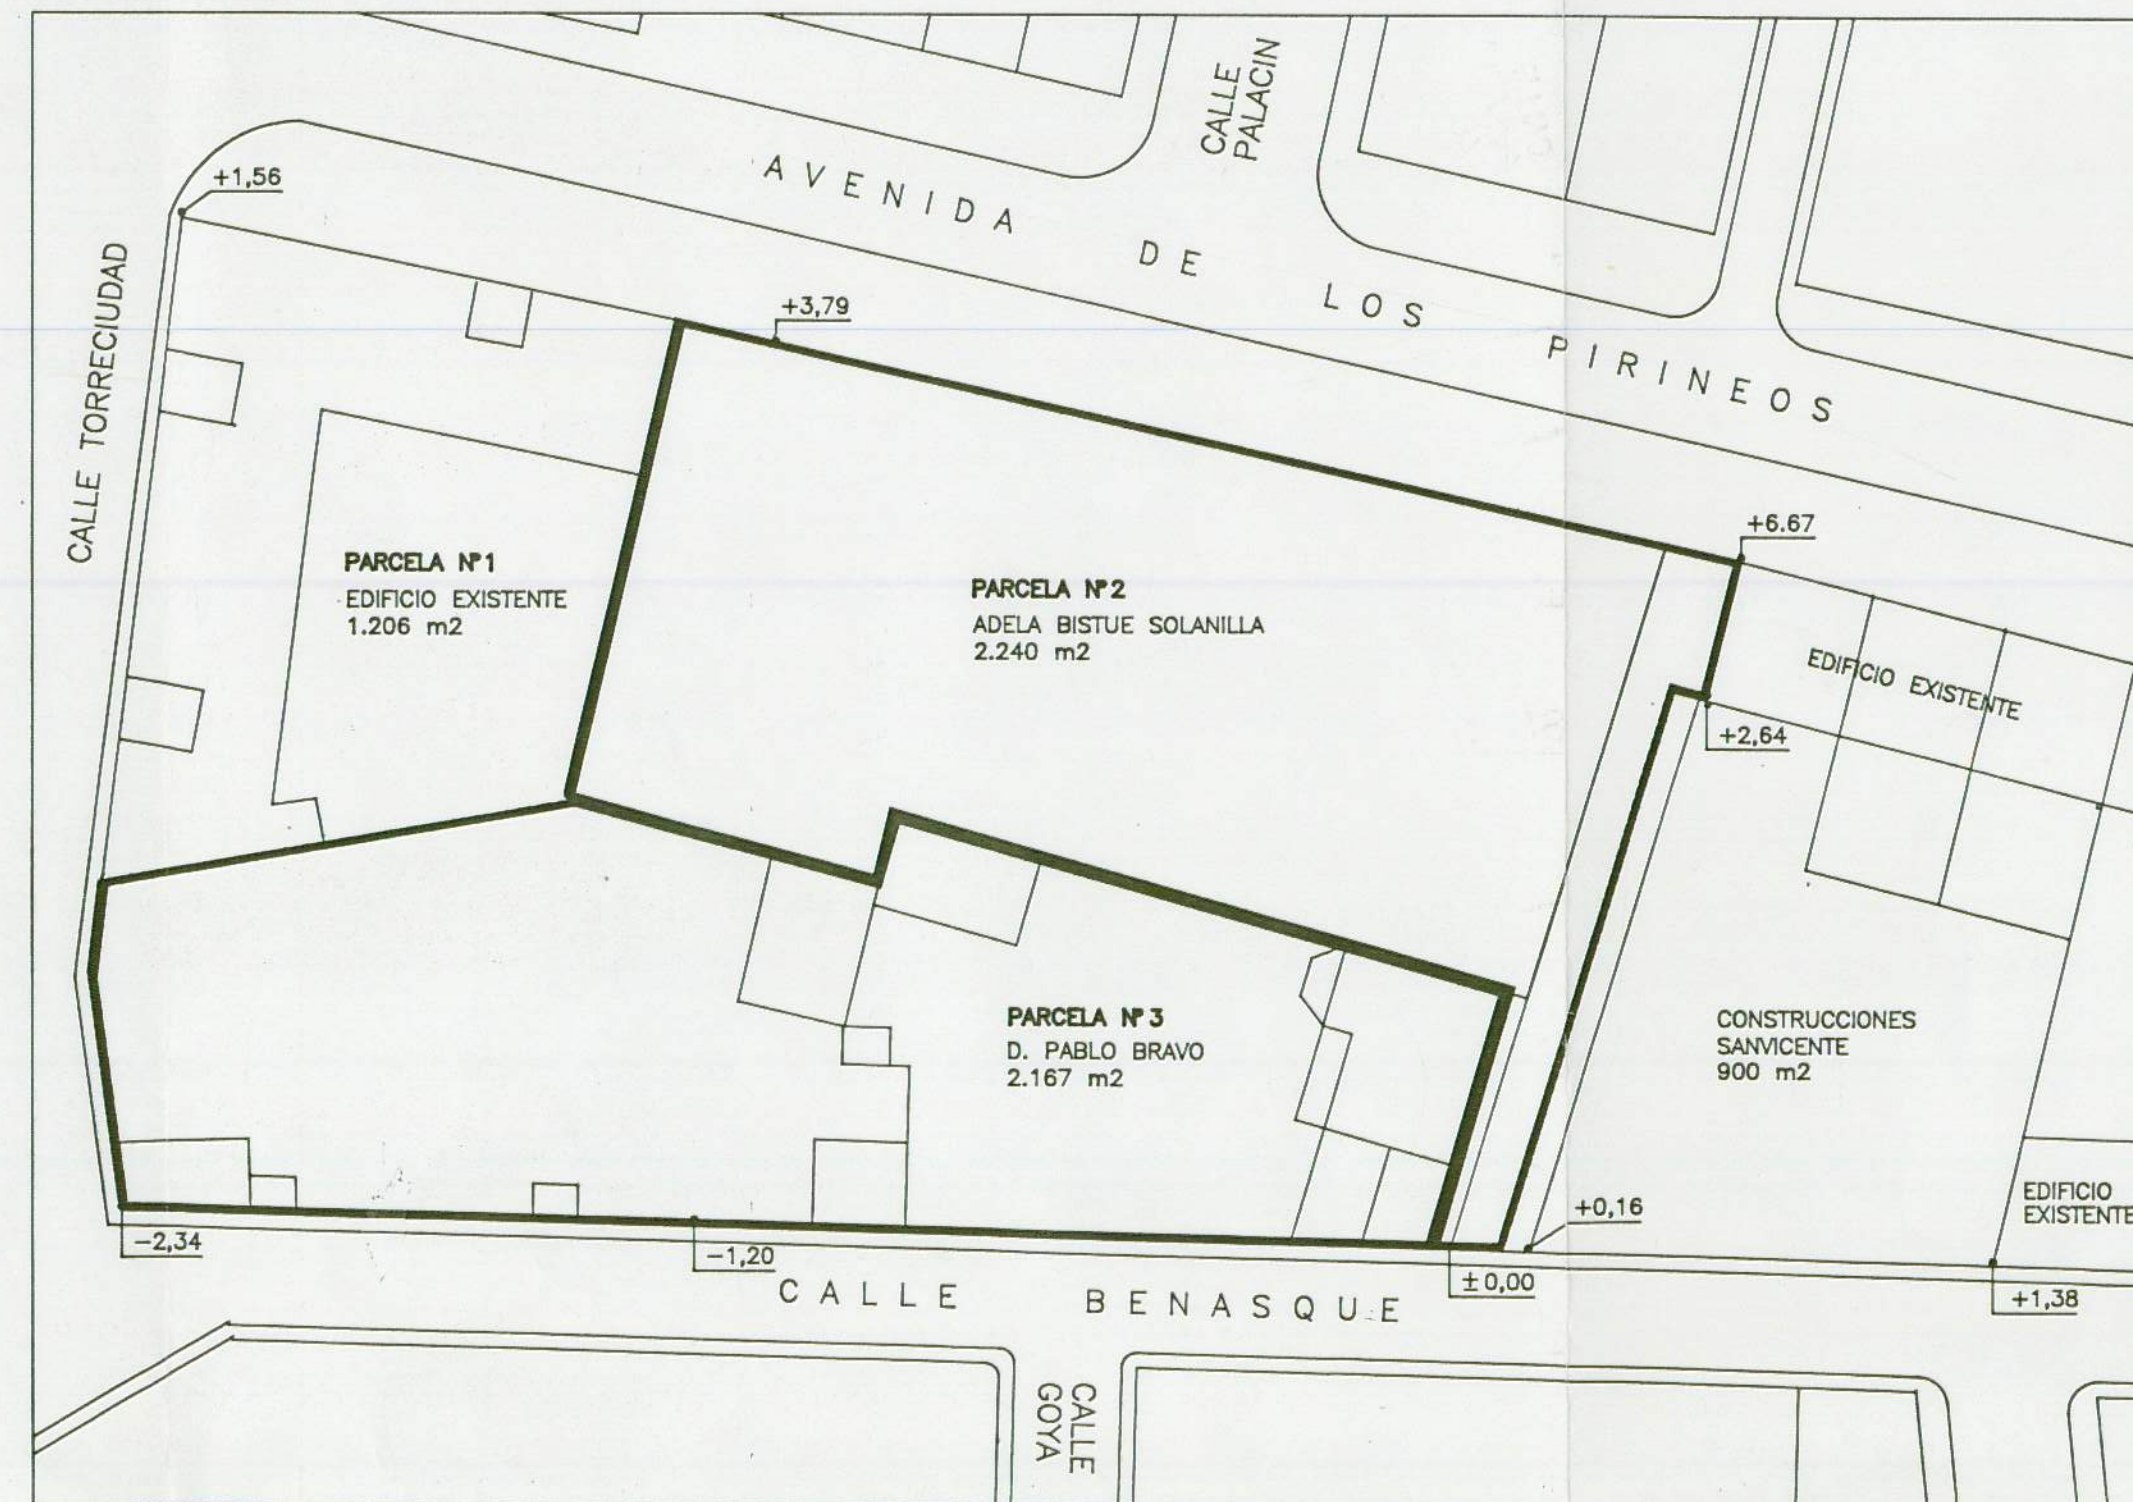 CALLE
PALACIN
+1,56
AVENIDA DE LOS PIRINEOS
CALLE TORRECIUDAD
+3,79
+6.67
PARCELA Nº1
EDIFICIO EXISTENTE
1.206 m2
PARCELA Nº2
ADELA BISTUE SOLANILLA
2.240 m2
EDIFICIO EXISTENTE
+2,64
PARCELA Nº3
D. PABLO BRAVO
2.167 m2
CONSTRUCCIONES
SANVICENTE
900 m2
EDIFICIO
EXISTENTE
+0,16
-2,34
-1,20
±0,00
+1,38
CALLE BENASQUE
CALLE
GOYA